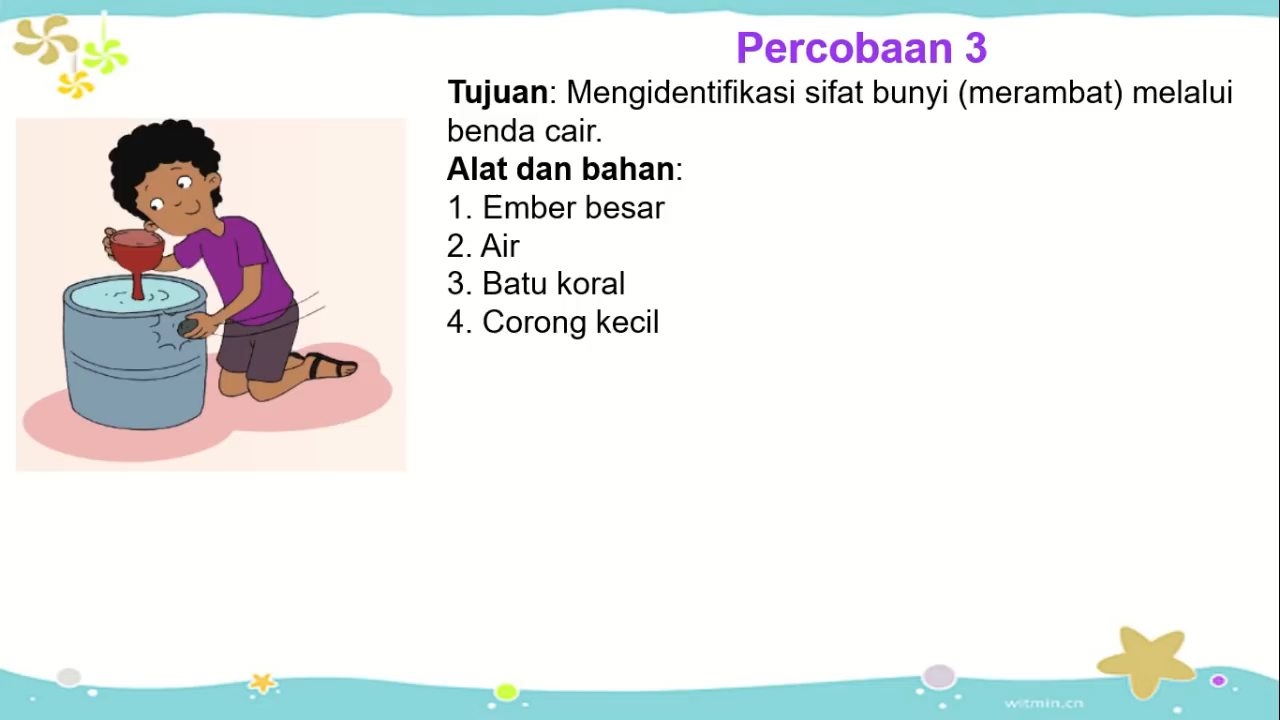 Percobaan 3
Tujuan: Mengidentifikasi sifat bunyi (merambat) melalui
benda cair.
Alat dan bahan:
1. Ember besar
2. Air
3. Batu koral
4. Corong kecil
witmin.cn